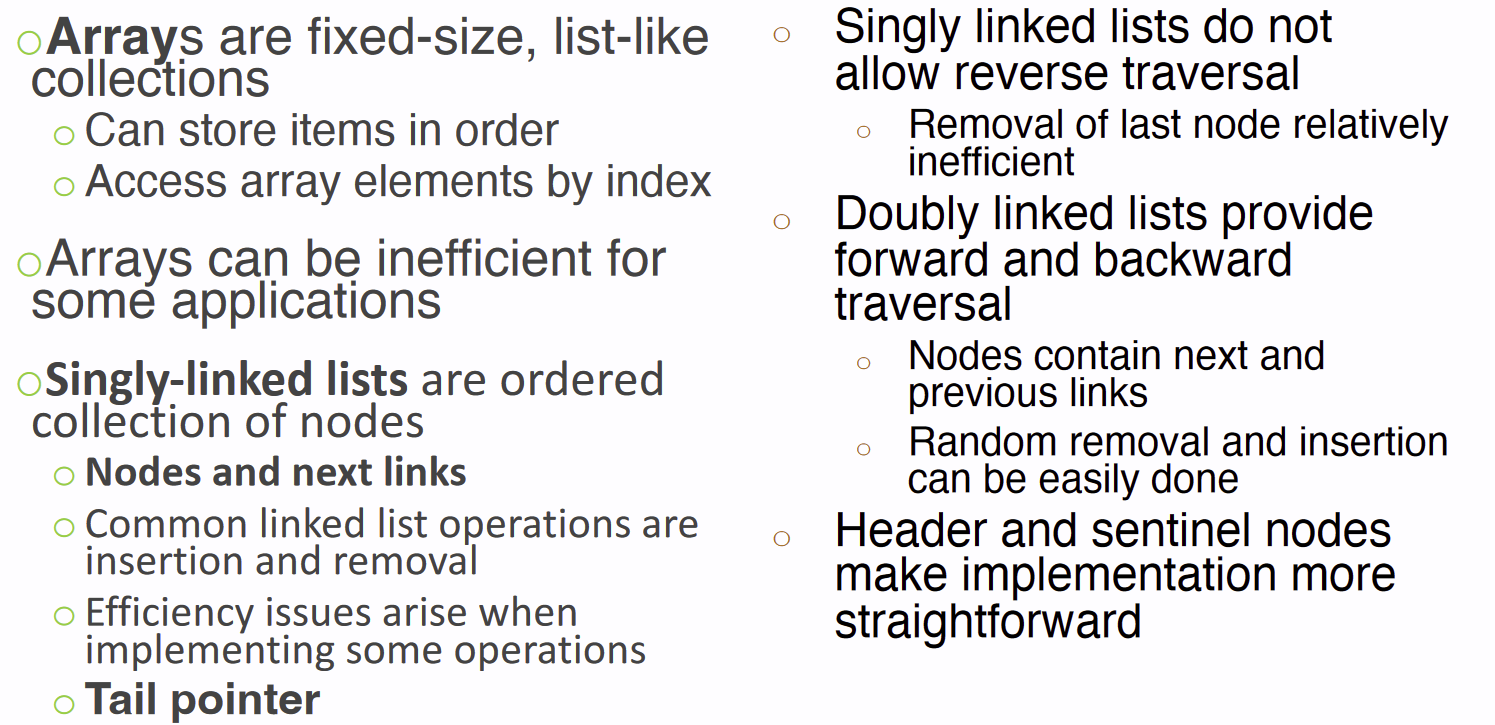 Arrays are fixed-size, list-like
collections
Can store items in order
Access array elements by index
Arrays can be inefficient for
some applications
Singly-linked lists are ordered
collection of nodes
Nodes and next links
Common linked list operations are
insertion and removal
Efficiency issues arise when
implementing some operations
Tail pointer
Singly linked lists do not
allow reverse traversal
Removal of last node relatively
inefficient
Doubly linked lists provide
forward and backward
traversal
Nodes contain next and
previous links
Random removal and insertion
can be easily done
Header and sentinel nodes
make implementation more
straightforward